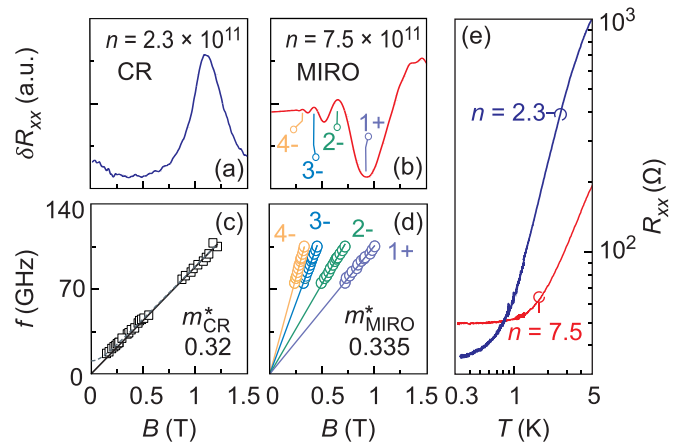 n = 2.3 × 10¹¹
CR
(a)
δRxx (a.u.)
n = 7.5 × 10¹¹
MIRO
4-
3-
2-
1+
(b)
(c)
140
70
0
f (GHz)
m*CR
0.32
0 0.5 1.0 1.5
B (T)
(d)
4- 3- 2- 1+
m*MIRO
0.335
0 0.5 1.0 1.5
B (T)
(e)
n = 2.3
n = 7.5
10³
10²
Rxx (Ω)
0.3 1 5
T (K)